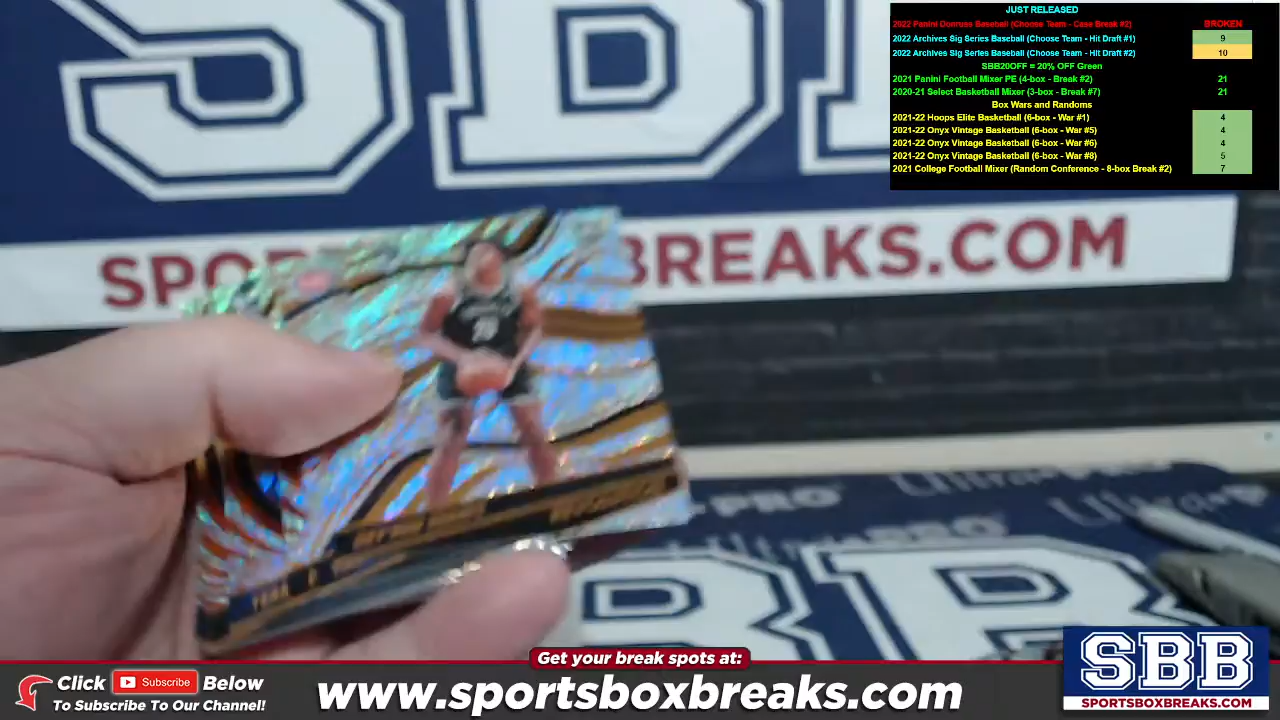 JUST RELEASED
2022 Panini Donruss Baseball (Choose Team - Case Break #2) BROKEN
2022 Archives Sig Series Baseball (Choose Team - Hit Draft #1) 9
2022 Archives Sig Series Baseball (Choose Team - Hit Draft #2) 10
SBB20OFF = 20% OFF Green
2021 Panini Football Mixer PE (4-box - Break #2) 21
2020-21 Select Basketball Mixer (3-box - Break #7) 21
Box Wars and Randoms
2021-22 Hoops Elite Basketball (6-box - War #1) 4
2021-22 Onyx Vintage Basketball (6-box - War #5) 4
2021-22 Onyx Vintage Basketball (6-box - War #6) 4
2021-22 Onyx Vintage Basketball (6-box - War #8) 5
2021 College Football Mixer (Random Conference - 8-box Break #2) 7
SBB
SPO BREAKS.COM
Ultra-PRO
Ultra
SBB
Get your break spots at:
Click Subscribe Below
To Subscribe To Our Channel!
www.sportsboxbreaks.com
SBB
SPORTSBOXBREAKS.COM